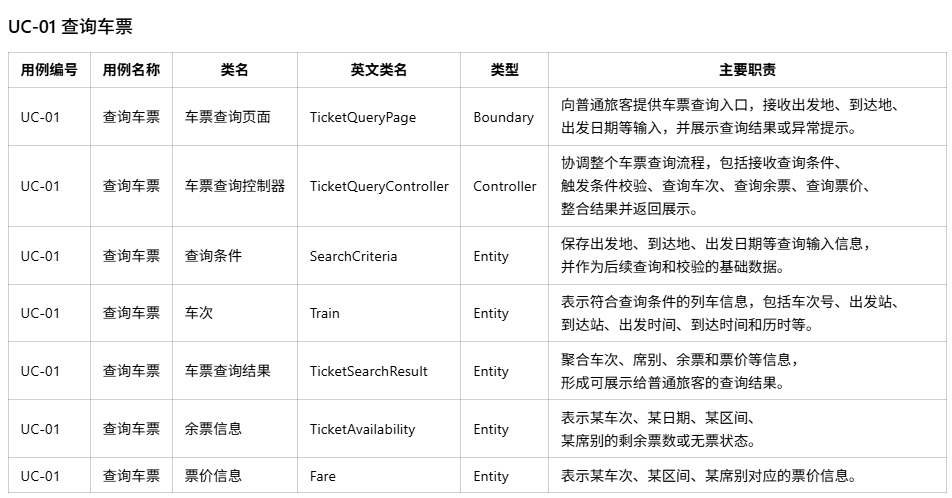 UC-01 查询车票
用例编号 用例名称 类名 英文类名 类型 主要职责
UC-01 查询车票 车票查询页面 TicketQueryPage Boundary 向普通旅客提供车票查询入口，接收出发地、到达地、
出发日期等输入，并展示查询结果或异常提示。
UC-01 查询车票 车票查询控制器 TicketQueryController Controller 协调整个车票查询流程，包括接收查询条件、
触发条件校验、查询车次、查询余票、查询票价、
整合结果并返回展示。
UC-01 查询车票 查询条件 SearchCriteria Entity 保存出发地、到达地、出发日期等查询输入信息，
并作为后续查询和校验的基础数据。
UC-01 查询车票 车次 Train Entity 表示符合查询条件的列车信息，包括车次号、出发站、
到达站、出发时间、到达时间和历时等。
UC-01 查询车票 车票查询结果 TicketSearchResult Entity 聚合车次、席别、余票和票价等信息，
形成可展示给普通旅客的查询结果。
UC-01 查询车票 余票信息 TicketAvailability Entity 表示某车次、某日期、某区间、
某席别的剩余票数或无票状态。
UC-01 查询车票 票价信息 Fare Entity 表示某车次、某区间、某席别对应的票价信息。